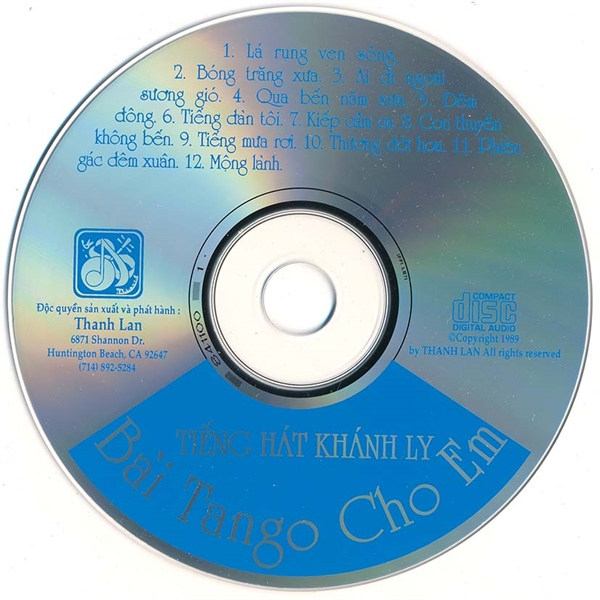 1. Lá rụng ven sông.
2. Bóng trăng xưa. 3. Ai đi ngoài
sương gió. 4. Qua bến năm xưa. 5. Đêm
đông. 6. Tiếng đàn tôi. 7. Kiếp cầm ca. 8. Con thuyền
không bến. 9. Tiếng mưa rơi. 10. Thương đời hoa. 11. Phiên
gác đêm xuân. 12. Mộng lành.
Độc quyền sản xuất và phát hành :
Thanh Lan
6871 Shannon Dr.
Huntington Beach, CA 92647
(714) 892-5284
COMPACT
disc
DIGITAL AUDIO
©Copyright 1989
by THANH LAN All rights reserved
84100
1
TIẾNG HÁT KHÁNH LY
Bài Tango Cho Em